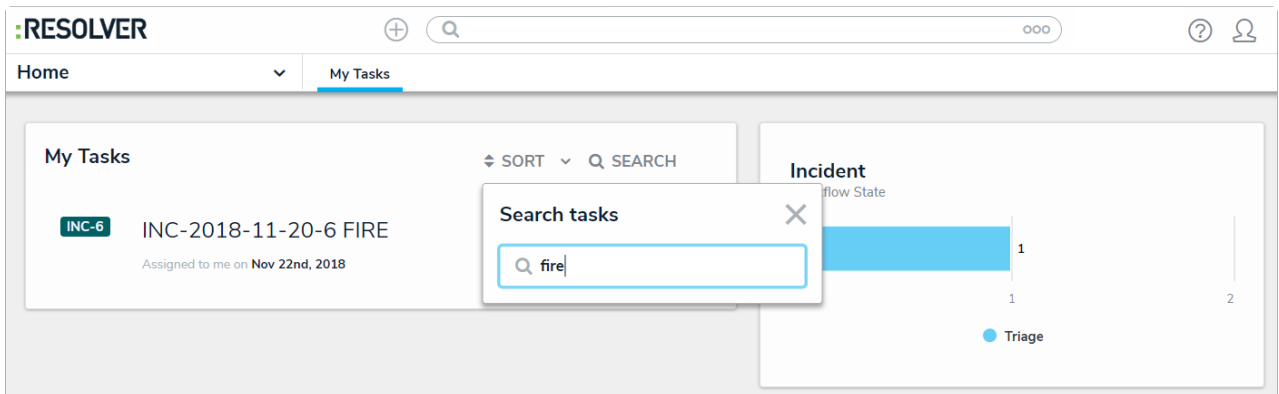 :RESOLVER
Home
My Tasks
My Tasks
SORT
SEARCH
INC-6
INC-2018-11-20-6 FIRE
Assigned to me on Nov 22nd, 2018
Search tasks
fire
Incident
flow State
1
1
2
Triage